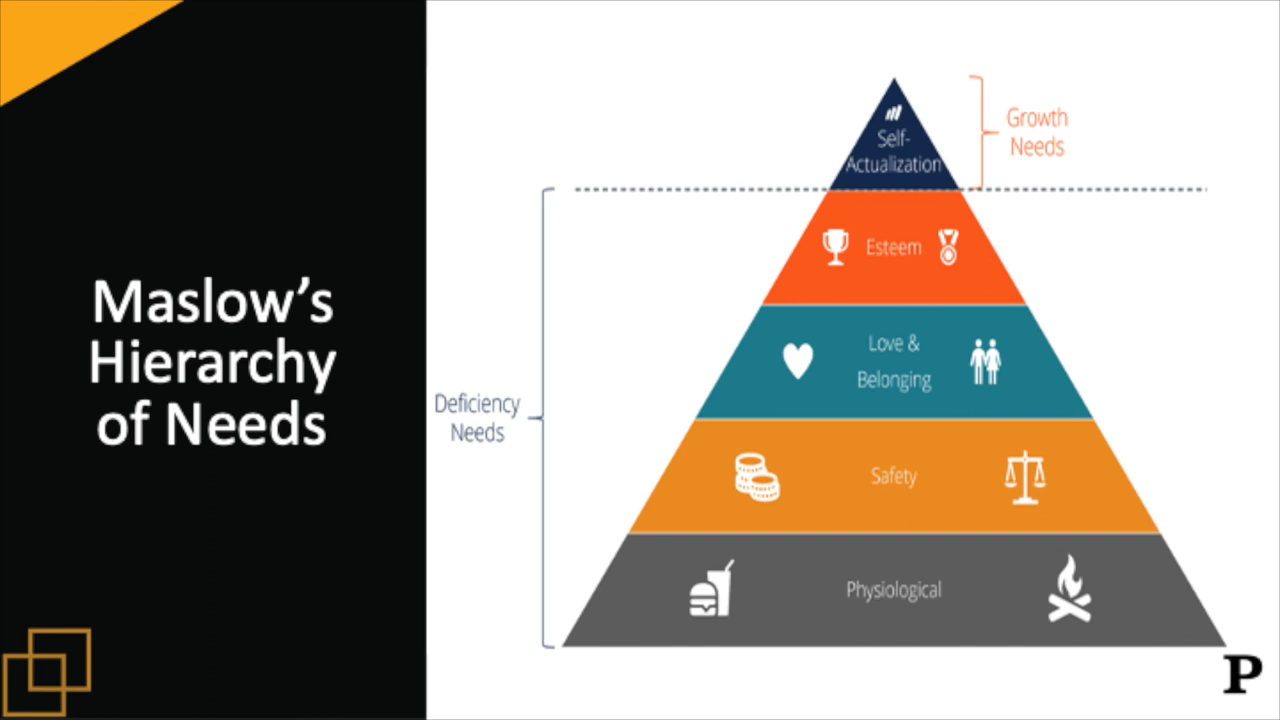 Maslow’s
Hierarchy
of Needs
Growth
Needs
Self-
Actualization
Esteem
Love &
Belonging
Deficiency
Needs
Safety
Physiological
P